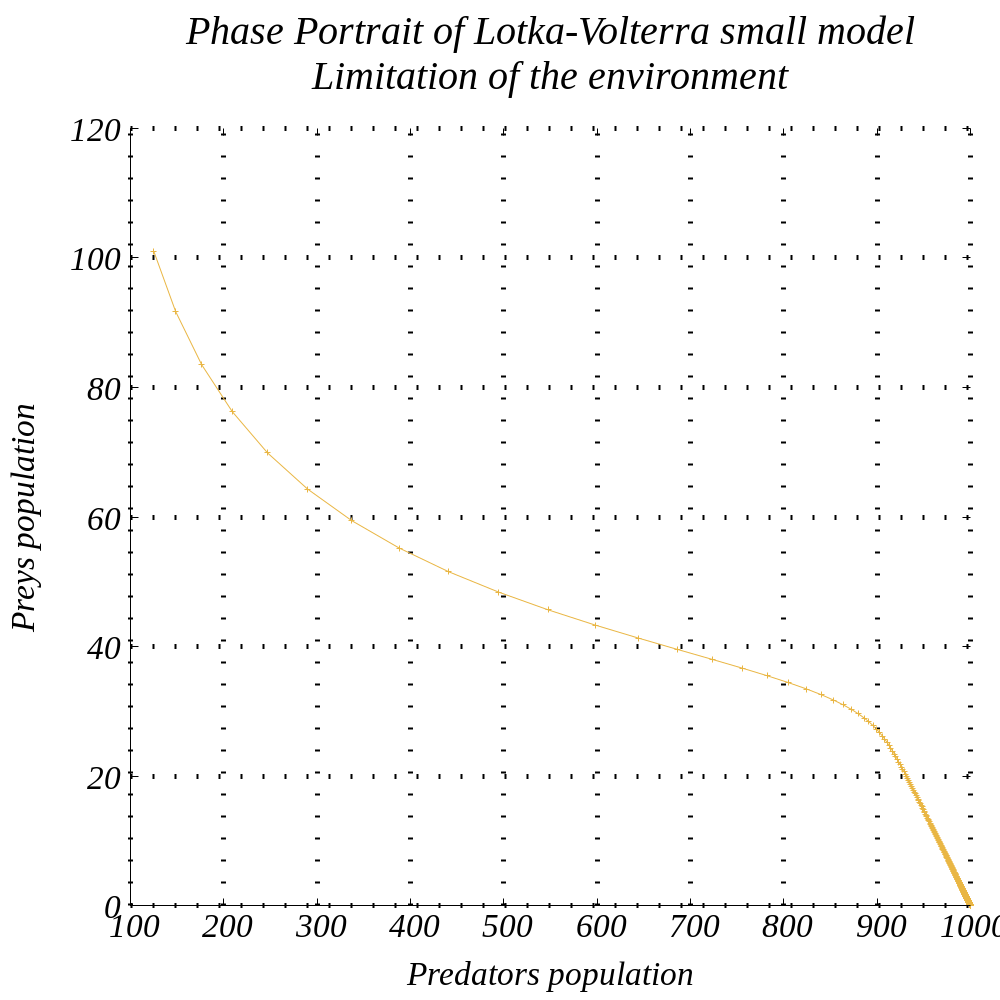 Phase Portrait of Lotka-Volterra small model
Limitation of the environment
120
100
80
60
40
20
0
Preys population
100 200 300 400 500 600 700 800 900 1000
Predators population